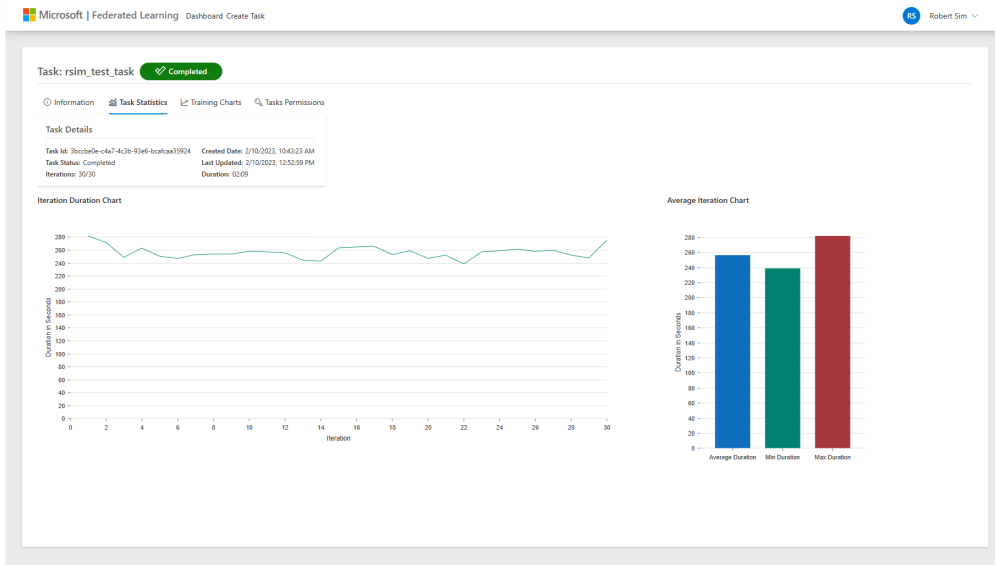 Microsoft | Federated Learning Dashboard Create Task
RS Robert Sim
Task: rsim_test_task Completed
Information Task Statistics Training Charts Tasks Permissions
Task Details
Task Id: 3bccbe0e-c4a7-4c3b-93e6-bcafcaa35924 Created Date: 2/10/2023, 10:43:23 AM
Task Status: Completed Last Updated: 2/10/2023, 12:52:59 PM
Iterations: 30/30 Duration: 02:09
Iteration Duration Chart
Duration in Seconds
280
260
240
220
200
180
160
140
120
100
80
60
40
20
0
0 2 4 6 8 10 12 14 16 18 20 22 24 26 28 30
Iteration
Average Iteration Chart
Duration in Seconds
280
260
240
220
200
180
160
140
120
100
80
60
40
20
0
Average Duration Min Duration Max Duration